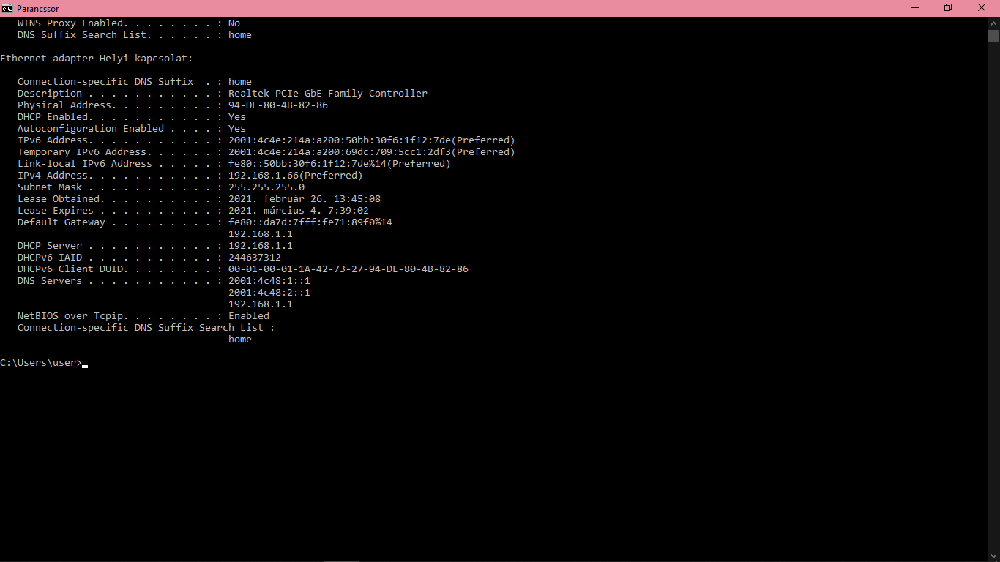 Parancssor
WINS Proxy Enabled. . . . . . . . : No
DNS Suffix Search List. . . . . . : home
Ethernet adapter Helyi kapcsolat:
Connection-specific DNS Suffix  . : home
Description . . . . . . . . . . . : Realtek PCIe GbE Family Controller
Physical Address. . . . . . . . . : 94-DE-80-4B-82-86
DHCP Enabled. . . . . . . . . . . : Yes
Autoconfiguration Enabled . . . . : Yes
IPv6 Address. . . . . . . . . . . : 2001:4c4e:214a:a200:50bb:30f6:1f12:7de(Preferred)
Temporary IPv6 Address. . . . . . : 2001:4c4e:214a:a200:69dc:709:5cc1:2df3(Preferred)
Link-local IPv6 Address . . . . . : fe80::50bb:30f6:1f12:7de%14(Preferred)
IPv4 Address. . . . . . . . . . . : 192.168.1.66(Preferred)
Subnet Mask . . . . . . . . . . . : 255.255.255.0
Lease Obtained. . . . . . . . . . : 2021. február 26. 13:45:08
Lease Expires . . . . . . . . . . : 2021. március 4. 7:39:02
Default Gateway . . . . . . . . . : fe80::da7d:7fff:fe71:89f0%14
192.168.1.1
DHCP Server . . . . . . . . . . . : 192.168.1.1
DHCPv6 IAID . . . . . . . . . . . : 244637312
DHCPv6 Client DUID. . . . . . . . : 00-01-00-01-1A-42-73-27-94-DE-80-4B-82-86
DNS Servers . . . . . . . . . . . : 2001:4c48:1::1
2001:4c48:2::1
192.168.1.1
NetBIOS over Tcpip. . . . . . . . : Enabled
Connection-specific DNS Suffix Search List :
home
C:\Users\user>